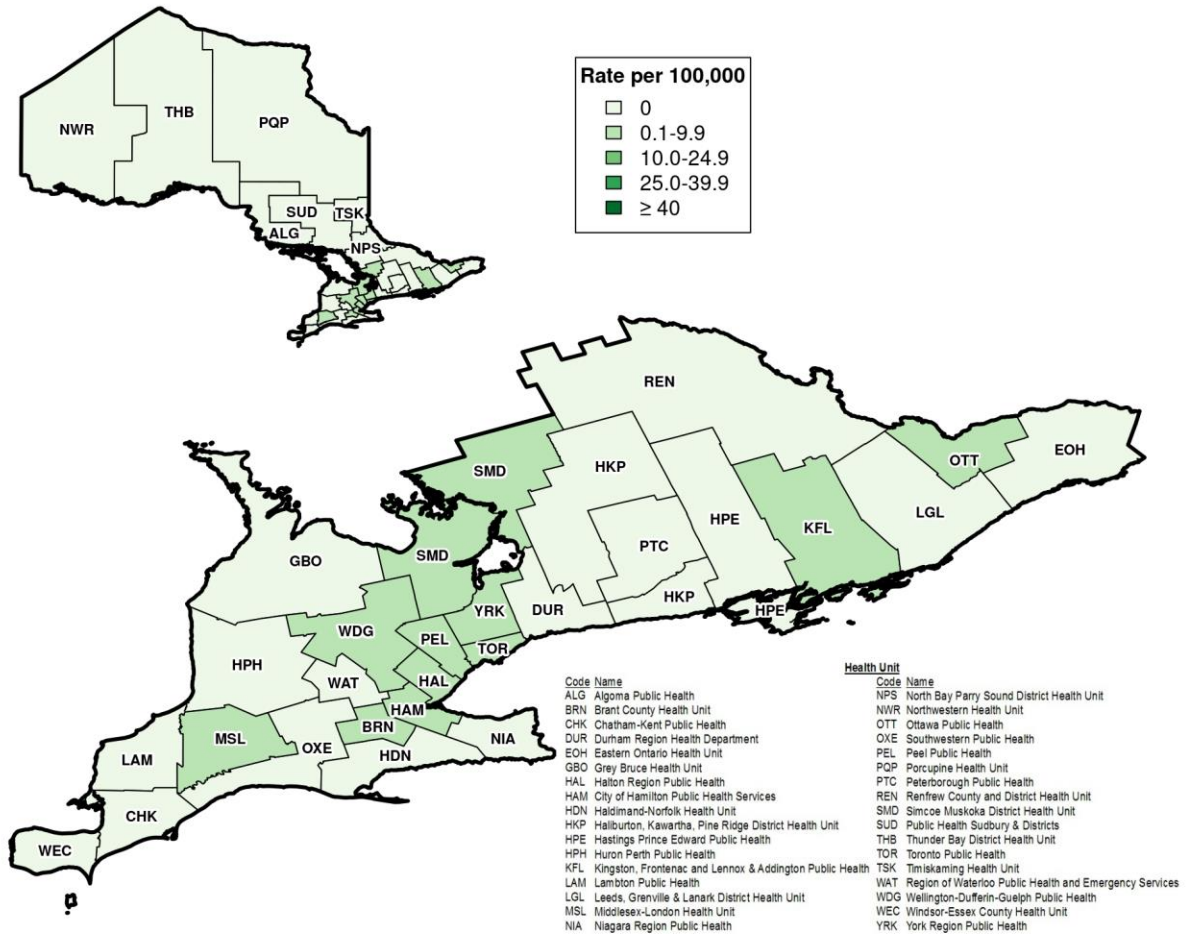 Rate per 100,000
0
0.1-9.9
10.0-24.9
25.0-39.9
≥ 40
NWR
THB
PQP
SUD
TSK
ALG
NPS
REN
SMD
HKP
OTT
EOH
HPE
KFL
LGL
GBO
SMD
PTC
YRK
DUR
HKP
HPE
WDG
PEL
TOR
HPH
WAT
HAL
HAM
MSL
BRN
OXE
NIA
LAM
HDN
CHK
WEC
Health Unit
Code Name
ALG Algoma Public Health
BRN Brant County Health Unit
CHK Chatham-Kent Public Health
DUR Durham Region Health Department
EOH Eastern Ontario Health Unit
GBO Grey Bruce Health Unit
HAL Halton Region Public Health
HAM City of Hamilton Public Health Services
HDN Haldimand-Norfolk Health Unit
HKP Haliburton, Kawartha, Pine Ridge District Health Unit
HPE Hastings Prince Edward Public Health
HPH Huron Perth Public Health
KFL Kingston, Frontenac and Lennox & Addington Public Health
LAM Lambton Public Health
LGL Leeds, Grenville & Lanark District Health Unit
MSL Middlesex-London Health Unit
NIA Niagara Region Public Health
Code Name
NPS North Bay Parry Sound District Health Unit
NWR Northwestern Health Unit
OTT Ottawa Public Health
OXE Southwestern Public Health
PEL Peel Public Health
PQP Porcupine Health Unit
PTC Peterborough Public Health
REN Renfrew County and District Health Unit
SMD Simcoe Muskoka District Health Unit
SUD Public Health Sudbury & Districts
THB Thunder Bay District Health Unit
TOR Toronto Public Health
TSK Timiskaming Health Unit
WAT Region of Waterloo Public Health and Emergency Services
WDG Wellington-Dufferin-Guelph Public Health
WEC Windsor-Essex County Health Unit
YRK York Region Public Health